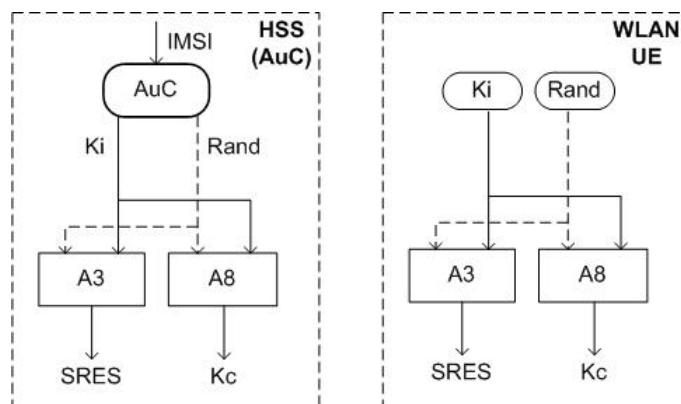 HSS
(AuC)
IMSI
AuC
Ki
Rand
A3
A8
SRES
Kc
WLAN
UE
Ki
Rand
A3
A8
SRES
Kc